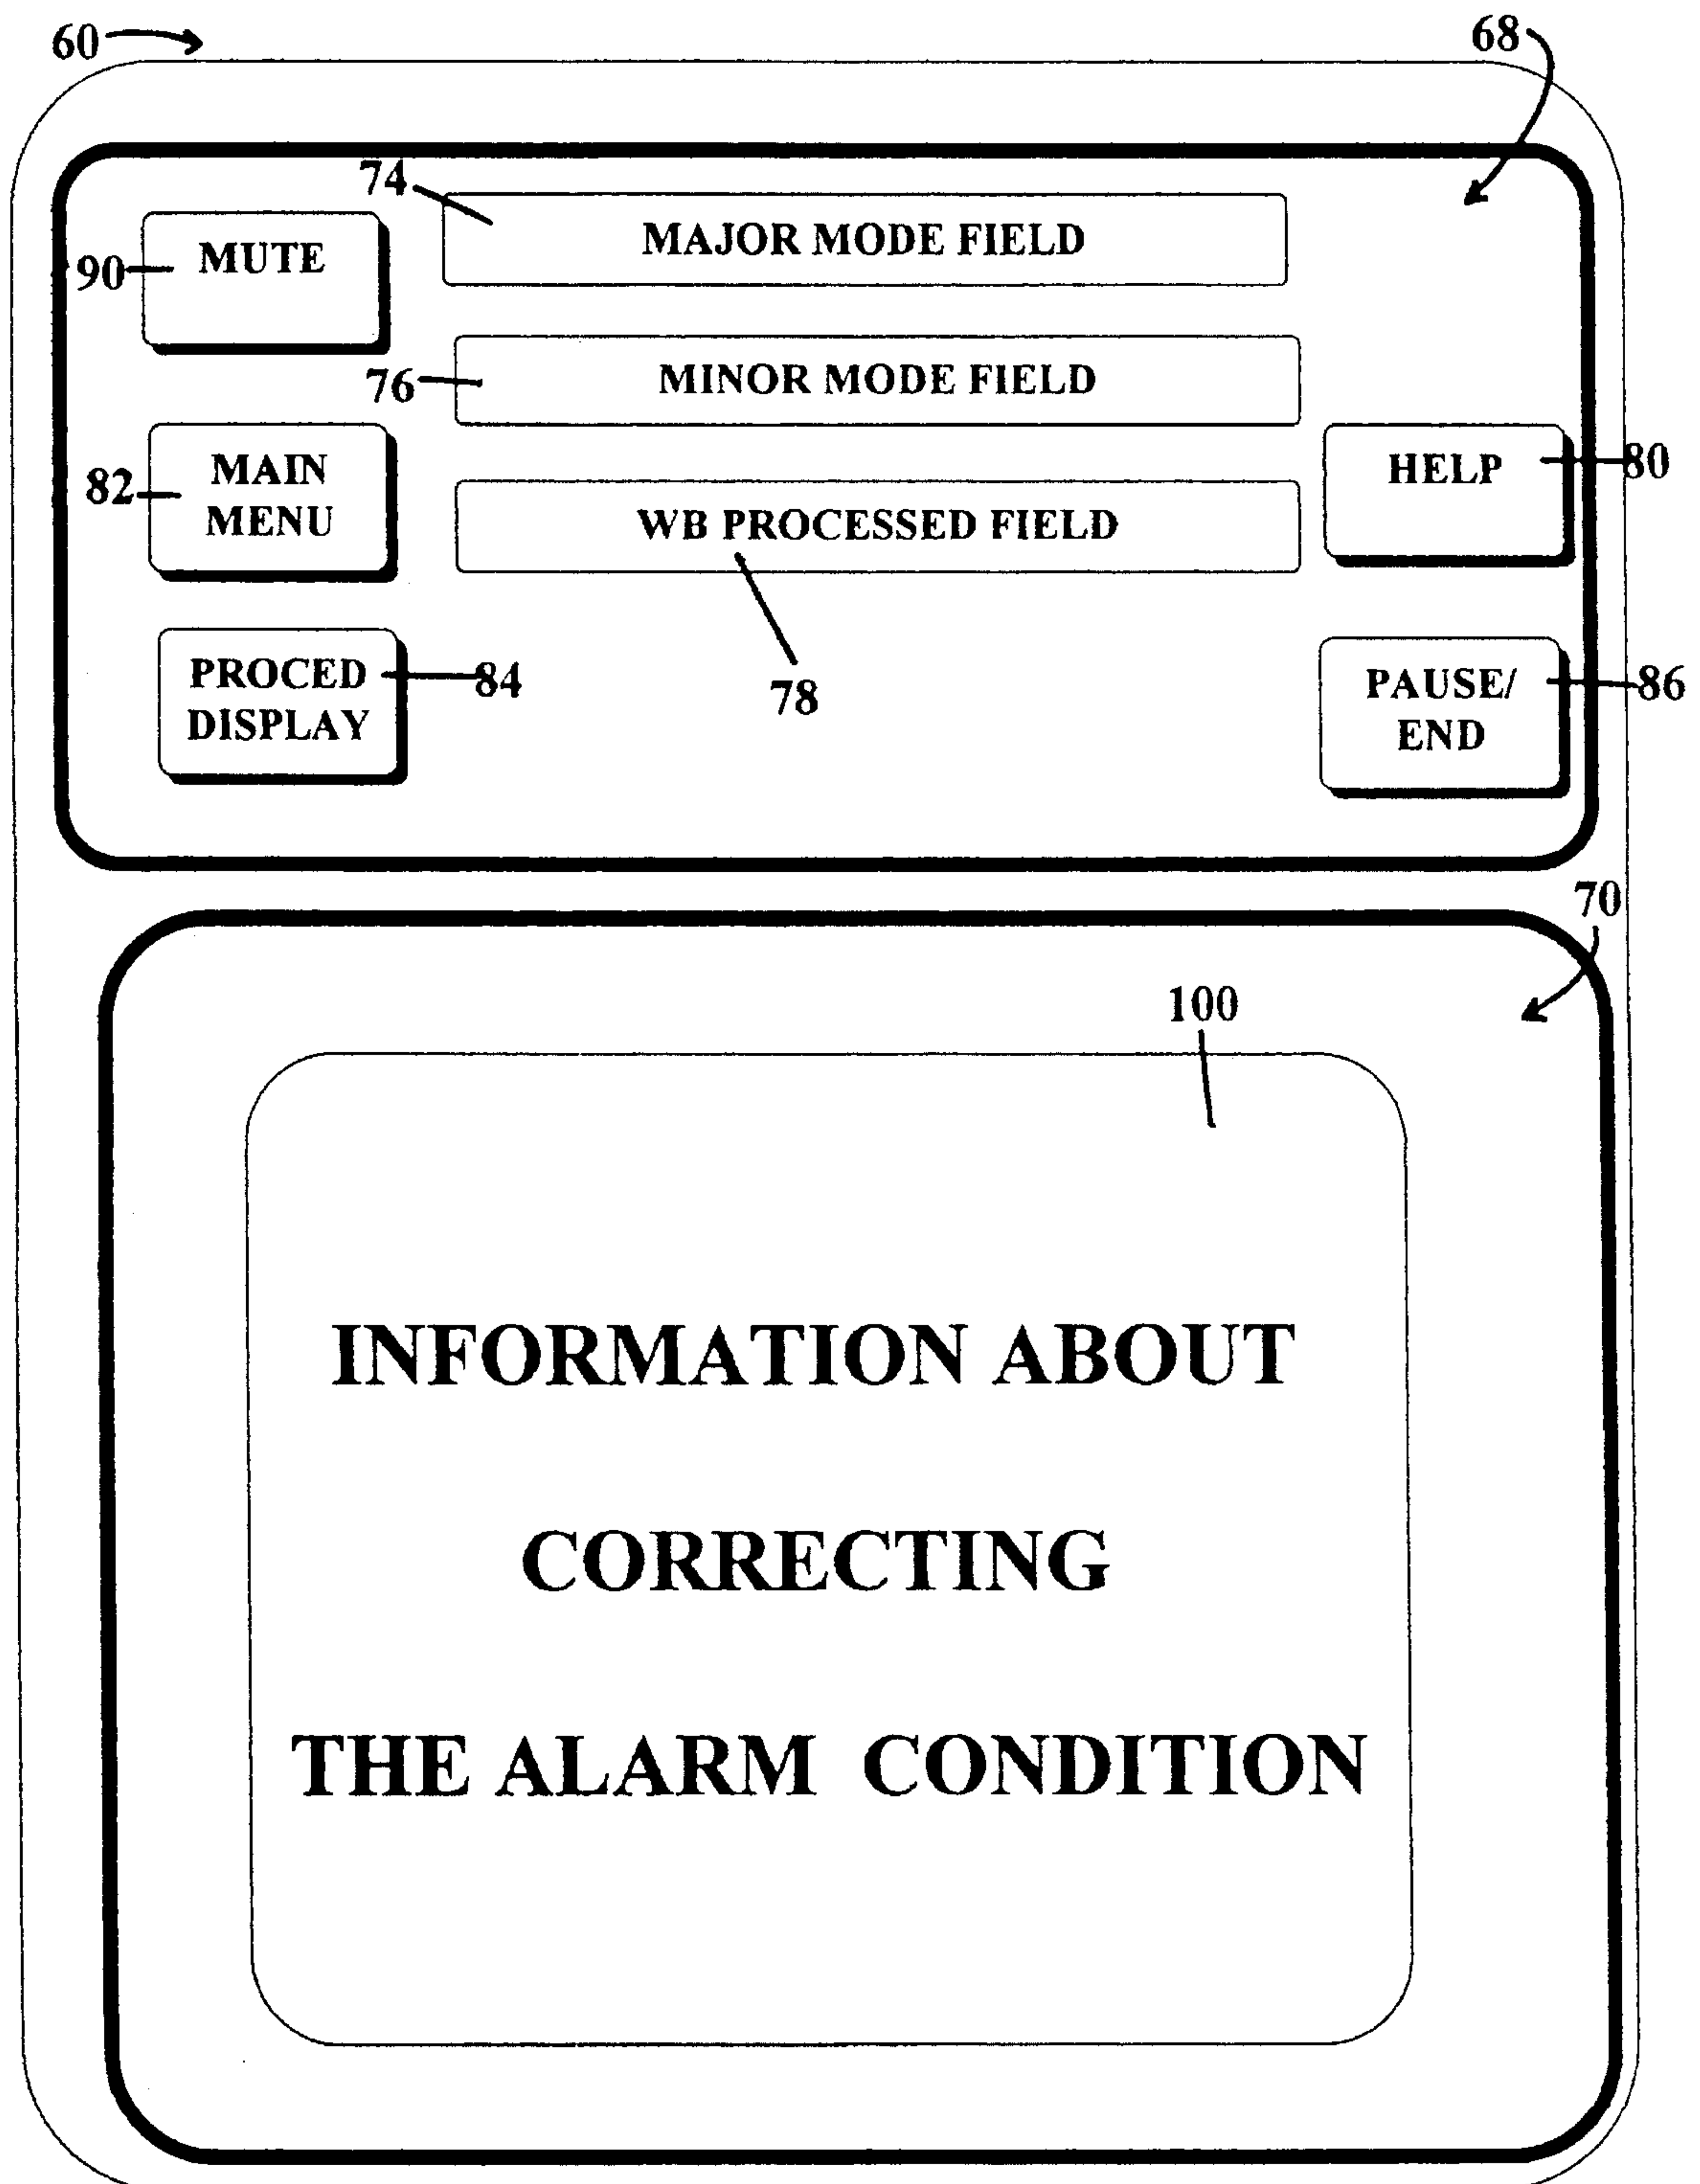 60
68
74
MUTE
90
MAJOR MODE FIELD
76
MINOR MODE FIELD
82
MAIN
MENU
WB PROCESSED FIELD
HELP
80
PROCED
DISPLAY
84
78
PAUSE/
END
86
70
100
INFORMATION ABOUT
CORRECTING
THE ALARM CONDITION